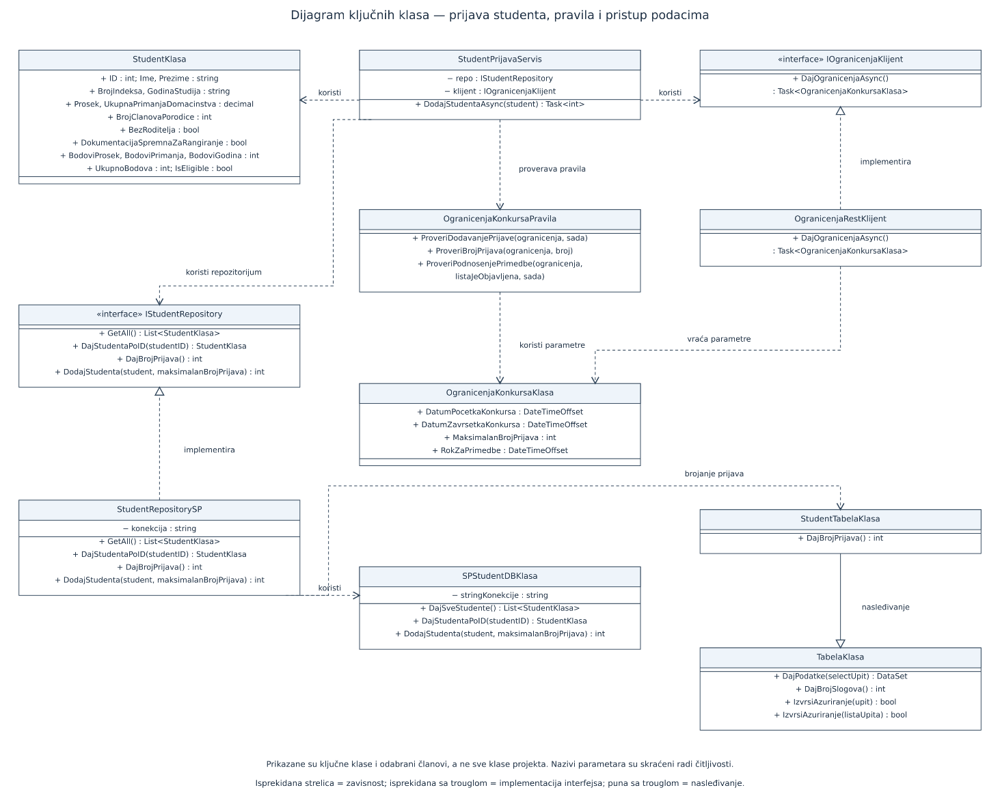 Dijagram ključnih klasa — prijava studenta, pravila i pristup podacima
StudentKlasa
+ ID : int; Ime, Prezime : string
+ BrojIndeksa, GodinaStudija : string
+ Prosek, UkupnaPrimanjaDomacinstva : decimal
+ BrojClanovaPorodice : int
+ BezRoditelja : bool
+ DokumentacijaSpremnaZaRangiranje : bool
+ BodoviProsek, BodoviPrimanja, BodoviGodina : int
+ UkupnoBodova : int; IsEligible : bool
koristi
StudentPrijavaServis
− repo : IStudentRepository
− klijent : IOgranicenjaKlijent
+ DodajStudentaAsync(student) : Task<int>
koristi
«interface» IOgranicenjaKlijent
+ DajOgranicenjaAsync()
: Task<OgranicenjaKonkursaKlasa>
proverava pravila
implementira
OgranicenjaKonkursaPravila
+ ProveriDodavanjePrijave(ogranicenja, sada)
+ ProveriBrojPrijava(ogranicenja, broj)
+ ProveriPodnosenjePrimedbe(ogranicenja,
listaJeObjavljena, sada)
OgranicenjaRestKlijent
+ DajOgranicenjaAsync()
: Task<OgranicenjaKonkursaKlasa>
koristi repozitorijum
«interface» IStudentRepository
+ GetAll() : List<StudentKlasa>
+ DajStudentaPoID(studentID) : StudentKlasa
+ DajBrojPrijava() : int
+ DodajStudenta(student, maksimalanBrojPrijava) : int
koristi parametre
vraća parametre
OgranicenjaKonkursaKlasa
+ DatumPocetkaKonkursa : DateTimeOffset
+ DatumZavrsetkaKonkursa : DateTimeOffset
+ MaksimalanBrojPrijava : int
+ RokZaPrimedbe : DateTimeOffset
implementira
brojanje prijava
StudentRepositorySP
− konekcija : string
+ GetAll() : List<StudentKlasa>
+ DajStudentaPoID(studentID) : StudentKlasa
+ DajBrojPrijava() : int
+ DodajStudenta(student, maksimalanBrojPrijava) : int
koristi
StudentTabelaKlasa
+ DajBrojPrijava() : int
SPStudentDBKlasa
− stringKonekcije : string
+ DajSveStudente() : List<StudentKlasa>
+ DajStudentaPoID(studentID) : StudentKlasa
+ DodajStudenta(student, maksimalanBrojPrijava) : int
nasleđivanje
TabelaKlasa
+ DajPodatke(selectUpit) : DataSet
+ DajBrojSlogova() : int
+ IzvrsiAzuriranje(upit) : bool
+ IzvrsiAzuriranje(listaUpita) : bool
Prikazane su ključne klase i odabrani članovi, a ne sve klase projekta. Nazivi parametara su skraćeni radi čitljivosti.
Isprekidana strelica = zavisnost; isprekidana sa trouglom = implementacija interfejsa; puna sa trouglom = nasleđivanje.